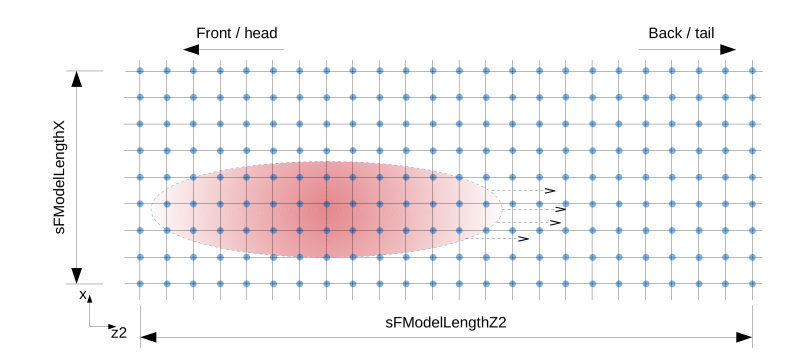 Front / head
Back / tail
sFModelLengthX
x
z2
sFModelLengthZ2